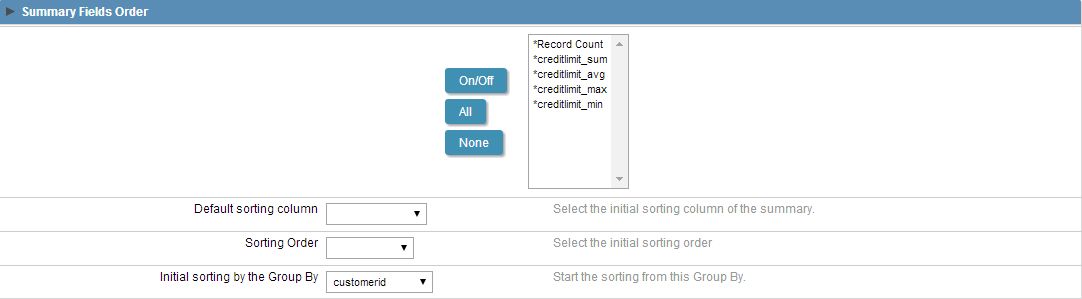 Summary Fields Order
*Record Count
*creditlimit_sum
*creditlimit_avg
*creditlimit_max
*creditlimit_min
On/Off
All
None
Default sorting column Select the initial sorting column of the summary.
Sorting Order Select the initial sorting order
Initial sorting by the Group By customerid Start the sorting from this Group By.